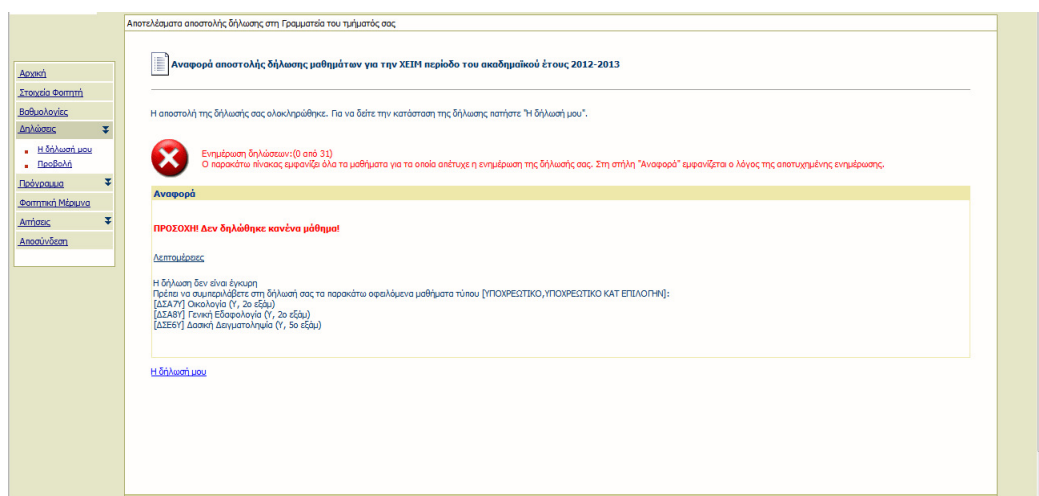 Αποτελέσματα αποστολής δήλωσης στη Γραμματεία του τμήματός σας
Αρχική
Στοιχεία Φοιτητή
Βαθμολογίες
Δηλώσεις
Η δήλωσή μου
Προβολή
Πρόγραμμα
Φοιτητική Μέριμνα
Αιτήσεις
Αποσύνδεση
Αναφορά αποστολής δήλωσης μαθημάτων για την ΧΕΙΜ περίοδο του ακαδημαϊκού έτους 2012-2013
Η αποστολή της δήλωσής σας ολοκληρώθηκε. Για να δείτε την κατάσταση της δήλωσης πατήστε "Η δήλωσή μου".
Ενημέρωση δηλώσεων:(0 από 31)
Ο παρακάτω πίνακας εμφανίζει όλα τα μαθήματα για τα οποία απέτυχε η ενημέρωση της δήλωσής σας. Στη στήλη "Αναφορά" εμφανίζεται ο λόγος της αποτυχημένης ενημέρωσης.
Αναφορά
ΠΡΟΣΟΧΗ! Δεν δηλώθηκε κανένα μάθημα!
Λεπτομέρειες
Η δήλωση δεν είναι έγκυρη
Πρέπει να συμπεριλάβετε στη δήλωσή σας τα παρακάτω οφειλόμενα μαθήματα τύπου [ΥΠΟΧΡΕΩΤΙΚΟ,ΥΠΟΧΡΕΩΤΙΚΟ ΚΑΤ ΕΠΙΛΟΓΗΝ]:
[ΔΣΑ7Υ] Οικολογία (Υ, 2ο εξάμ)
[ΔΣΑ8Υ] Γενική Εδαφολογία (Υ, 2ο εξάμ)
[ΔΣΕ6Υ] Δασική Δειγματοληψία (Υ, 5ο εξάμ)
Η δήλωσή μου